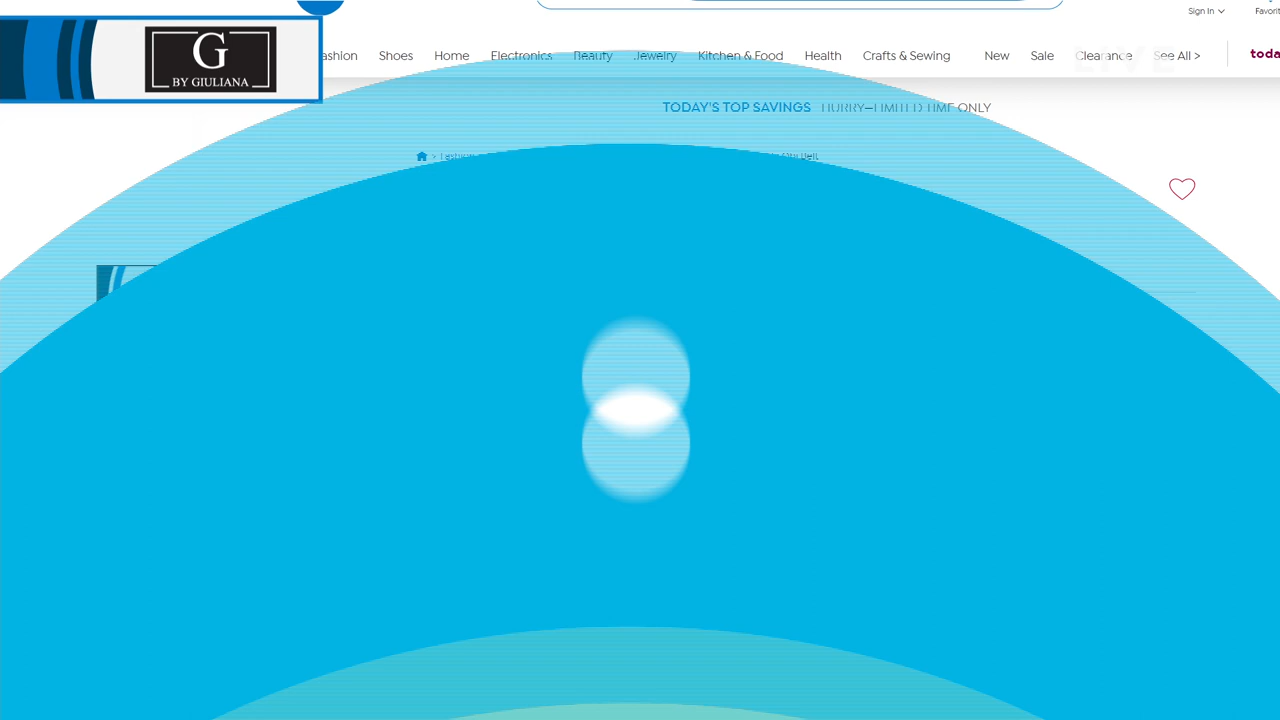 Sign In
G
BY GIULIANA
Shoes Home Electronics Beauty Jewelry Kitchen & Food Health Crafts & Sewing New Sale Clearance See All >
TODAY'S TOP SAVINGS HURRY—LIMITED TIME ONLY